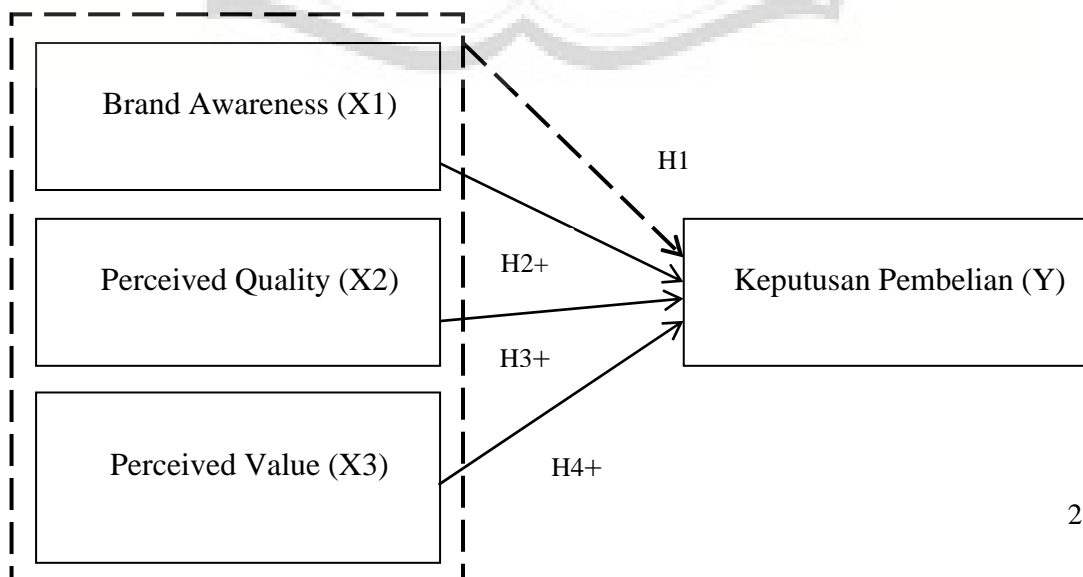 Brand Awareness (X1)
H1
Perceived Quality (X2)
H2+
Keputusan Pembelian (Y)
H3+
Perceived Value (X3)
H4+
2